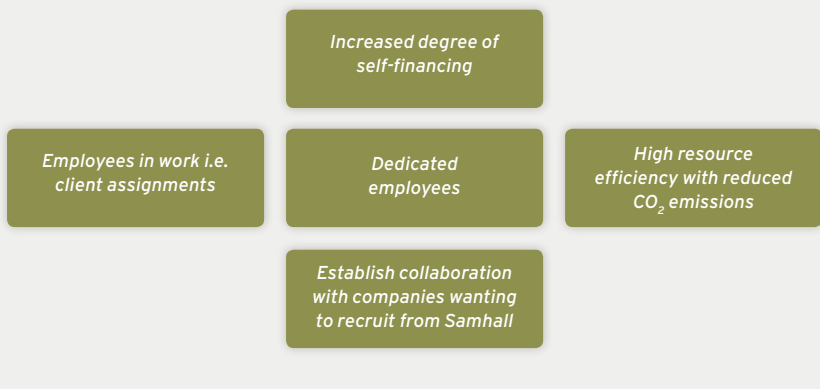 Increased degree of
self-financing
Employees in work i.e.
client assignments
Dedicated
employees
High resource
efficiency with reduced
CO₂ emissions
Establish collaboration
with companies wanting
to recruit from Samhall